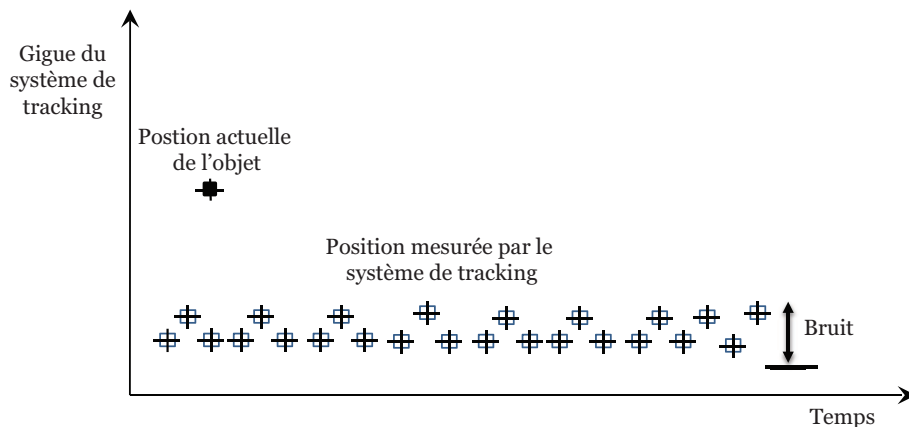 Gigue du
système de
tracking
Postion actuelle
de l’objet
Position mesurée par le
système de tracking
Bruit
Temps